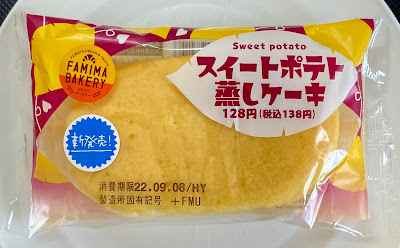 FAMIMA
BAKERY
Sweet potato
スイートポテト
蒸しケーキ
128円(税込138円)
新発売!
消費期限22.09.08/HY
製造所固有記号 +FMU